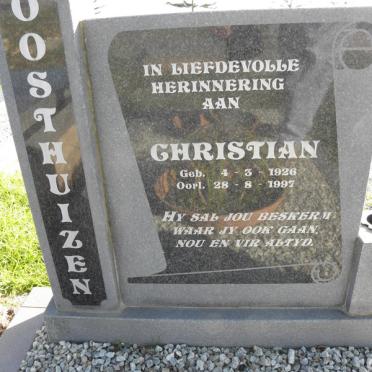 OOSTHUIZEN
IN LIEFDEVOLLE
HERINNERING
AAN
CHRISTIAN
Geb. 4 - 3 - 1926
Oorl. 28 - 8 - 1997
HY SAL JOU BESKERM
WAAR JY OOK GAAN,
NOU EN VIR ALTYD.